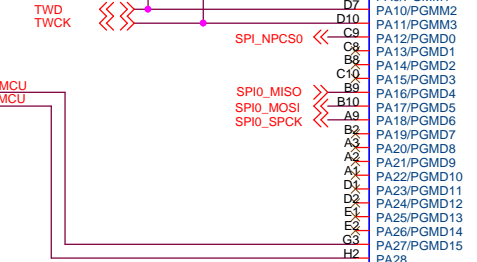 TWD D7 PA10/PGMM2
TWCK D10 PA11/PGMM3
SPI_NPCS0 C9 PA12/PGMD0
C8 PA13/PGMD1
B8 PA14/PGMD2
C10 PA15/PGMD3
MCU SPI0_MISO B9 PA16/PGMD4
MCU SPI0_MOSI B10 PA17/PGMD5
SPI0_SPCK A9 PA18/PGMD6
B2 PA19/PGMD7
A3 PA20/PGMD8
A2 PA21/PGMD9
A1 PA22/PGMD10
D1 PA23/PGMD11
D2 PA24/PGMD12
E1 PA25/PGMD13
E2 PA26/PGMD14
G3 PA27/PGMD15
H2 PA28